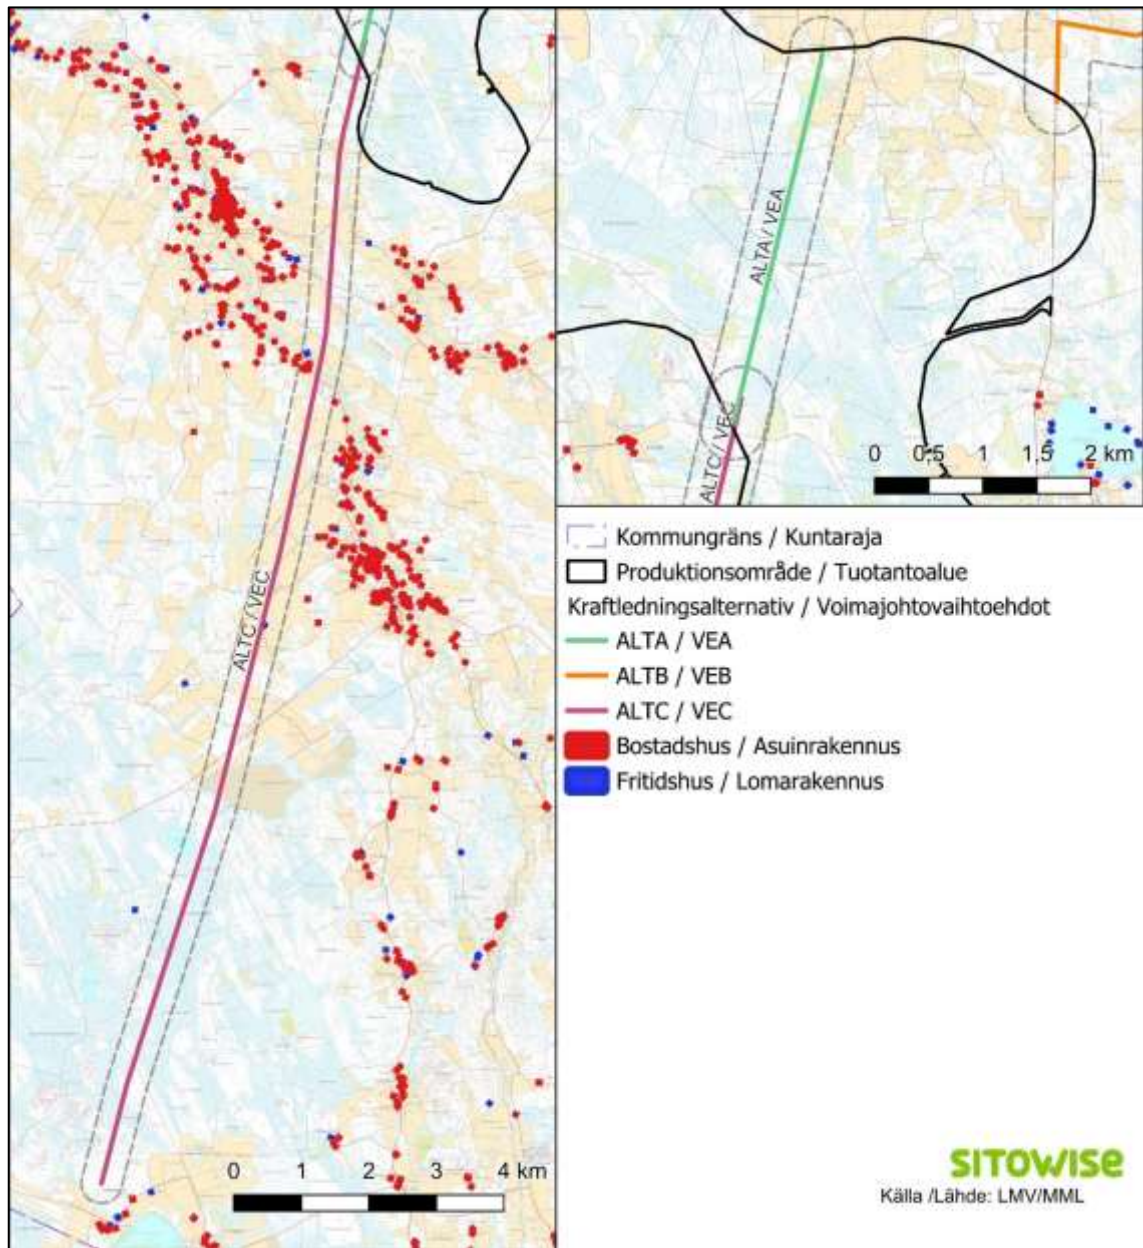 ALTA / VEA
ALTC / VEC
0 0,5 1 1,5 2 km
ALTC / VEC
0 1 2 3 4 km
Kommungräns / Kuntaraja
Produktionsområde / Tuotantoalue
Kraftledningsalternativ / Voimajohtovaihtoehdot
ALTA / VEA
ALTB / VEB
ALTC / VEC
Bostadshus / Asuinrakennus
Fritidshus / Lomarakennus
SITOWISE
Källa /Lähde: LMV/MML